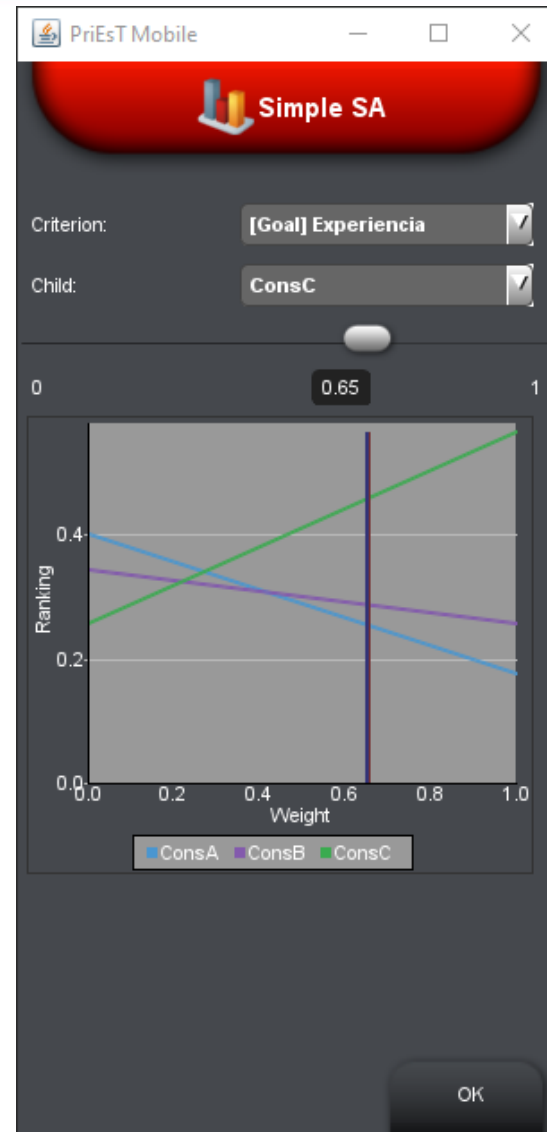 PriEsT Mobile
Simple SA
Criterion: [Goal] Experiencia
Child: ConsC
0 0.65 1
Ranking
0.4
0.2
0.0
0.0 0.2 0.4 0.6 0.8 1.0
Weight
ConsA ConsB ConsC
OK